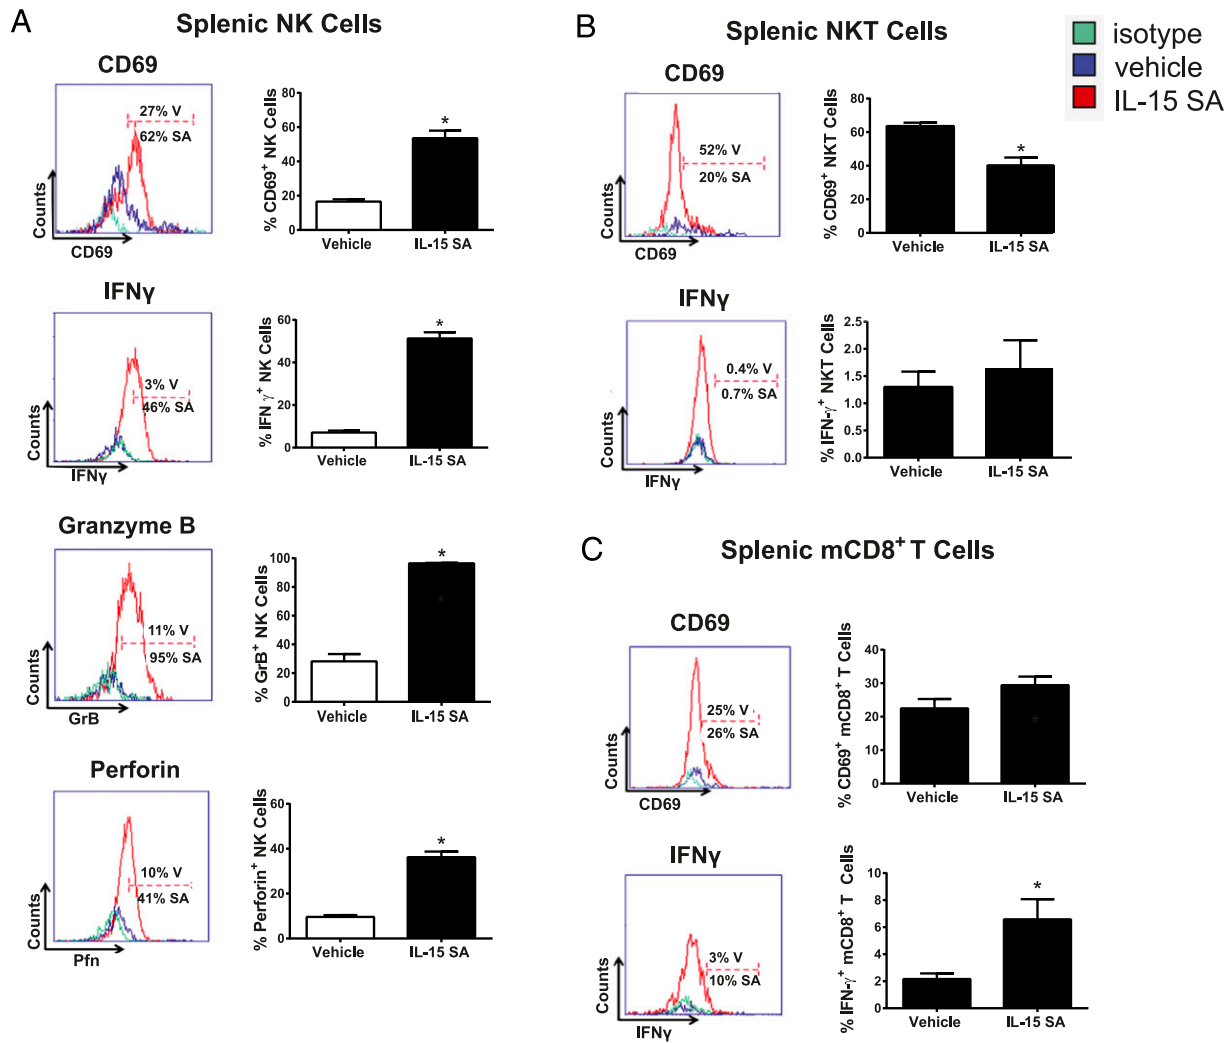 A
Splenic NK Cells
CD69
27% V
62% SA
Counts
CD69
% CD69+ NK Cells
80
60
40
20
0
*
Vehicle
IL-15 SA
IFNγ
3% V
46% SA
Counts
IFNγ
% IFN γ+ NK Cells
60
40
20
0
*
Vehicle
IL-15 SA
Granzyme B
11% V
95% SA
Counts
GrB
% GrB+ NK Cells
100
80
60
40
20
0
*
*
Vehicle
IL-15 SA
Perforin
10% V
41% SA
Counts
Pfn
% Perforin+ NK Cells
60
40
20
0
*
Vehicle
IL-15 SA
B
Splenic NKT Cells
CD69
52% V
20% SA
Counts
CD69
% CD69+ NKT Cells
80
60
40
20
0
*
Vehicle
IL-15 SA
IFNγ
0.4% V
0.7% SA
Counts
IFNγ
% IFN-γ+ NKT Cells
2.5
2.0
1.5
1.0
0.5
0.0
Vehicle
IL-15 SA
isotype
vehicle
IL-15 SA
C
Splenic mCD8+ T Cells
CD69
25% V
26% SA
Counts
CD69
% CD69+ mCD8+ T Cells
40
30
20
10
0
*
Vehicle
IL-15 SA
IFNγ
3% V
10% SA
Counts
IFNγ
% IFN-γ+ mCD8+ T Cells
10
8
6
4
2
0
*
Vehicle
IL-15 SA